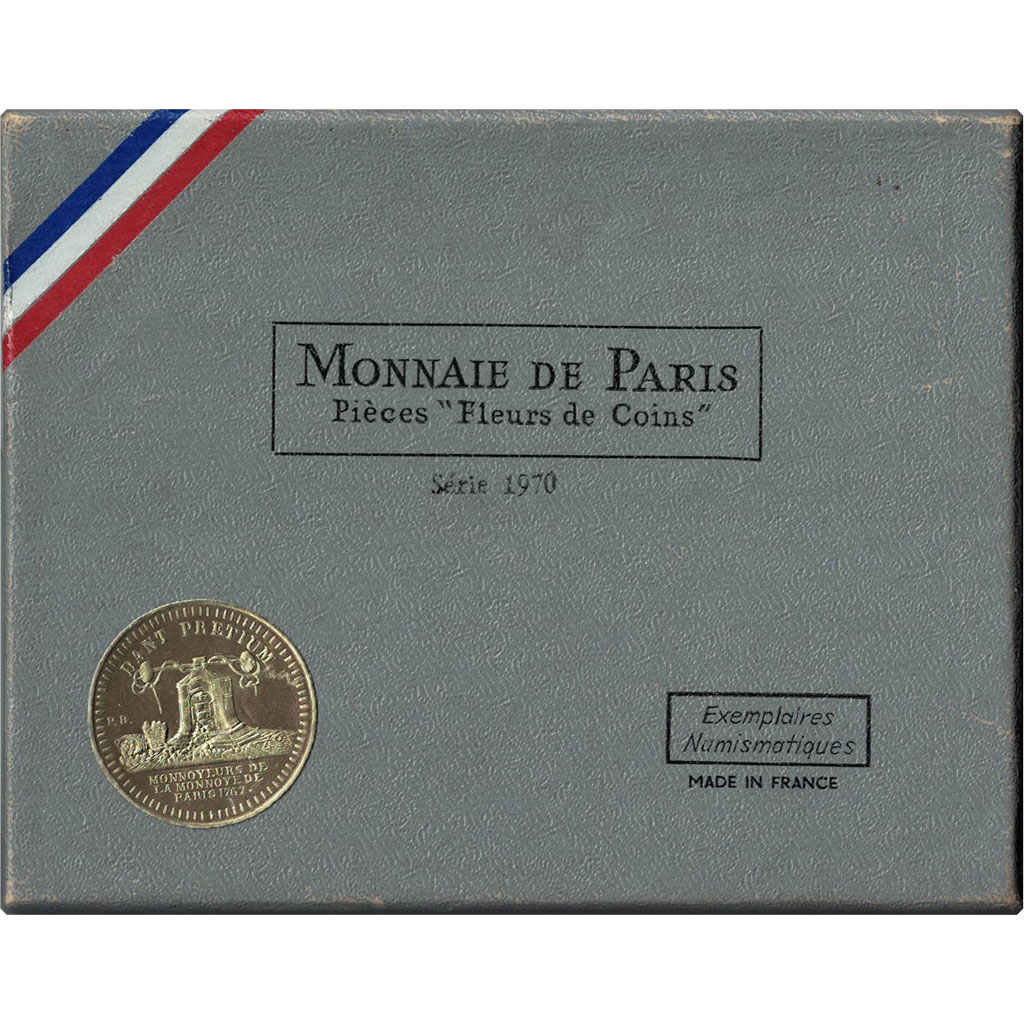 MONNAIE DE PARIS
Pièces "Fleurs de Coins"
Série 1970
DANT PRETIUM
P.B.
MONNOYEURS DE
LA MONNOYE DE
PARIS 1767
Exemplaires
Numismatiques
MADE IN FRANCE